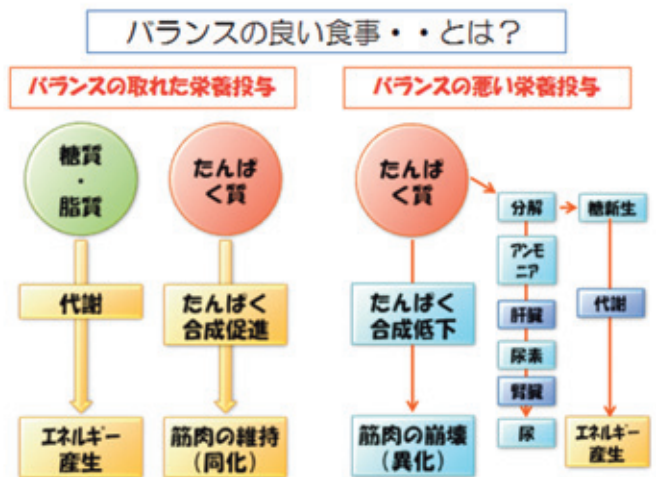 バランスの良い食事・・とは?
バランスの取れた栄養投与
糖質
・
脂質
たんぱ
く質
代謝
たんぱく
合成促進
エネルギー
産生
筋肉の維持
(同化)
バランスの悪い栄養投与
たんぱ
く質
分解
糖新生
アンモ
ニア
たんぱく
合成低下
肝臓
代謝
尿素
腎臓
筋肉の崩壊
(異化)
尿
エネルギー
産生